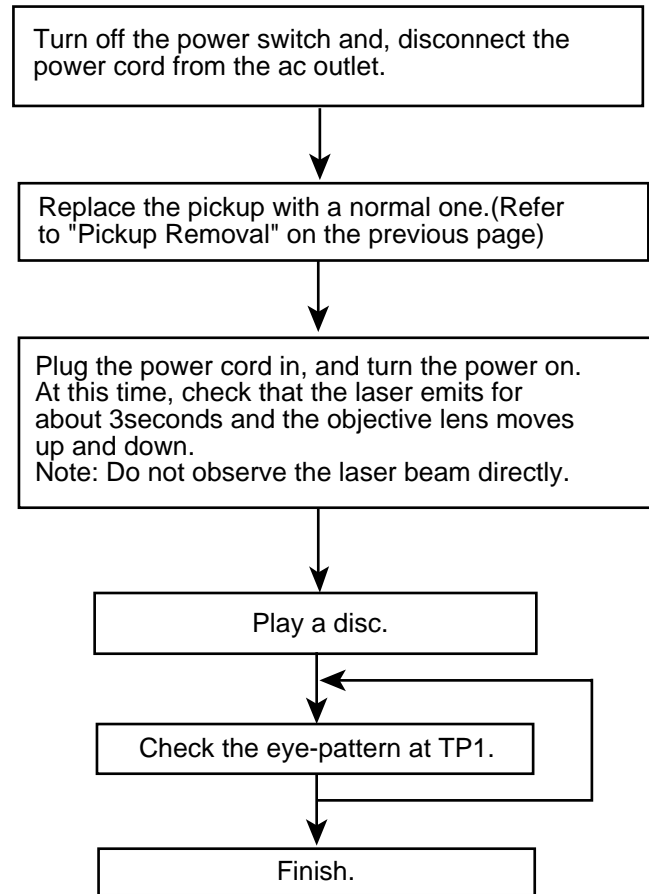 Turn off the power switch and, disconnect the
power cord from the ac outlet.
Replace the pickup with a normal one.(Refer
to "Pickup Removal" on the previous page)
Plug the power cord in, and turn the power on.
At this time, check that the laser emits for
about 3seconds and the objective lens moves
up and down.
Note: Do not observe the laser beam directly.
Play a disc.
Check the eye-pattern at TP1.
Finish.